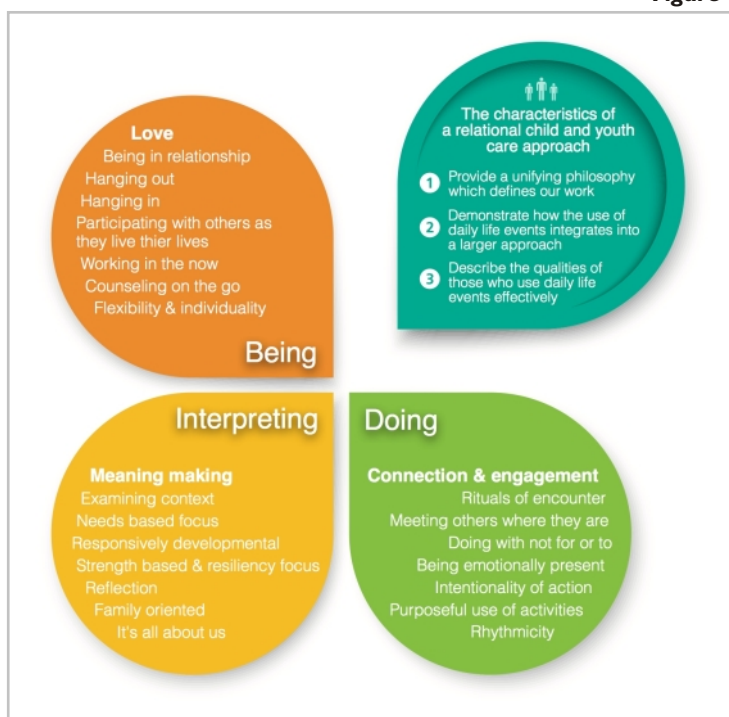 Figure
Love
Being in relationship
Hanging out
Hanging in
Participating with others as
they live thier lives
Working in the now
Counseling on the go
Flexibility & individuality
Being
The characteristics of
a relational child and youth
care approach
1 Provide a unifying philosophy
which defines our work
2 Demonstrate how the use of
daily life events integrates into
a larger approach
3 Describe the qualities of
those who use daily life
events effectively
Interpreting
Meaning making
Examining context
Needs based focus
Responsively developmental
Strength based & resiliency focus
Reflection
Family oriented
It's all about us
Doing
Connection & engagement
Rituals of encounter
Meeting others where they are
Doing with not for or to
Being emotionally present
Intentionality of action
Purposeful use of activities
Rhythmicity